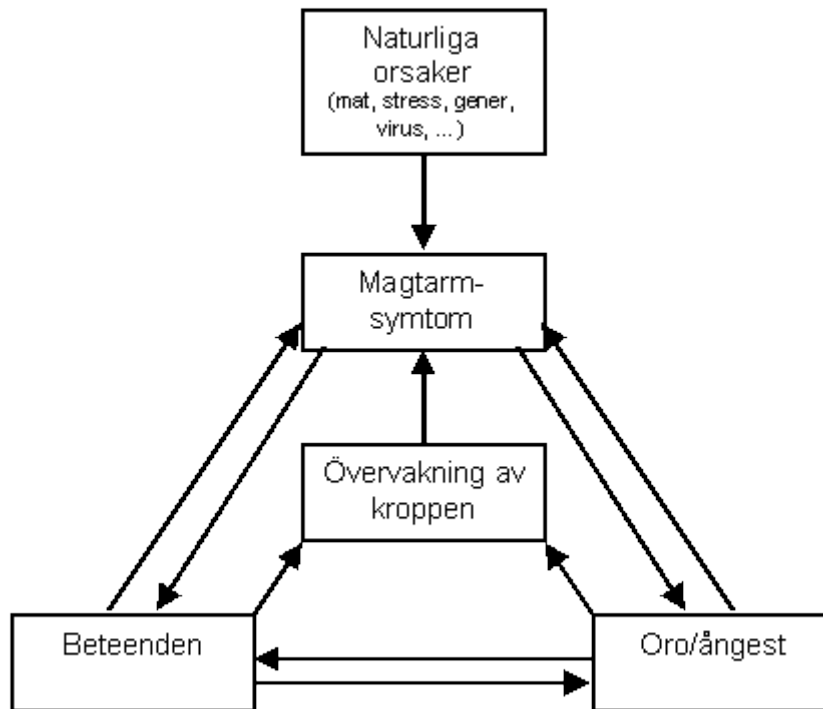 Naturliga
orsaker
(mat, stress, gener,
virus, ...)
Magtarm-
symtom
Övervakning av
kroppen
Beteenden
Oro/ångest